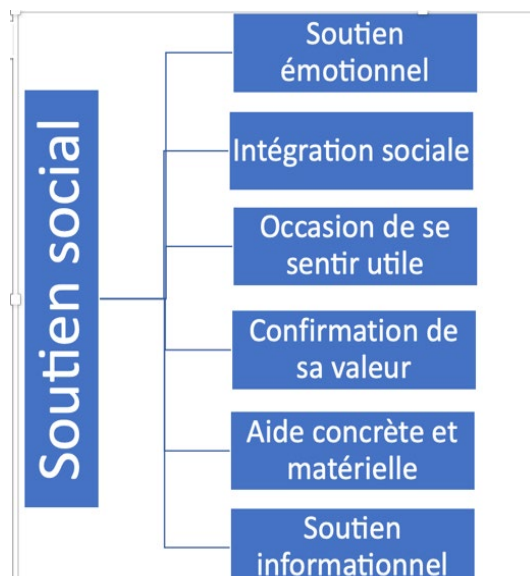 Soutien social
Soutien
émotionnel
Intégration sociale
Occasion de se
sentir utile
Confirmation de
sa valeur
Aide concrète et
matérielle
Soutien
informationnel